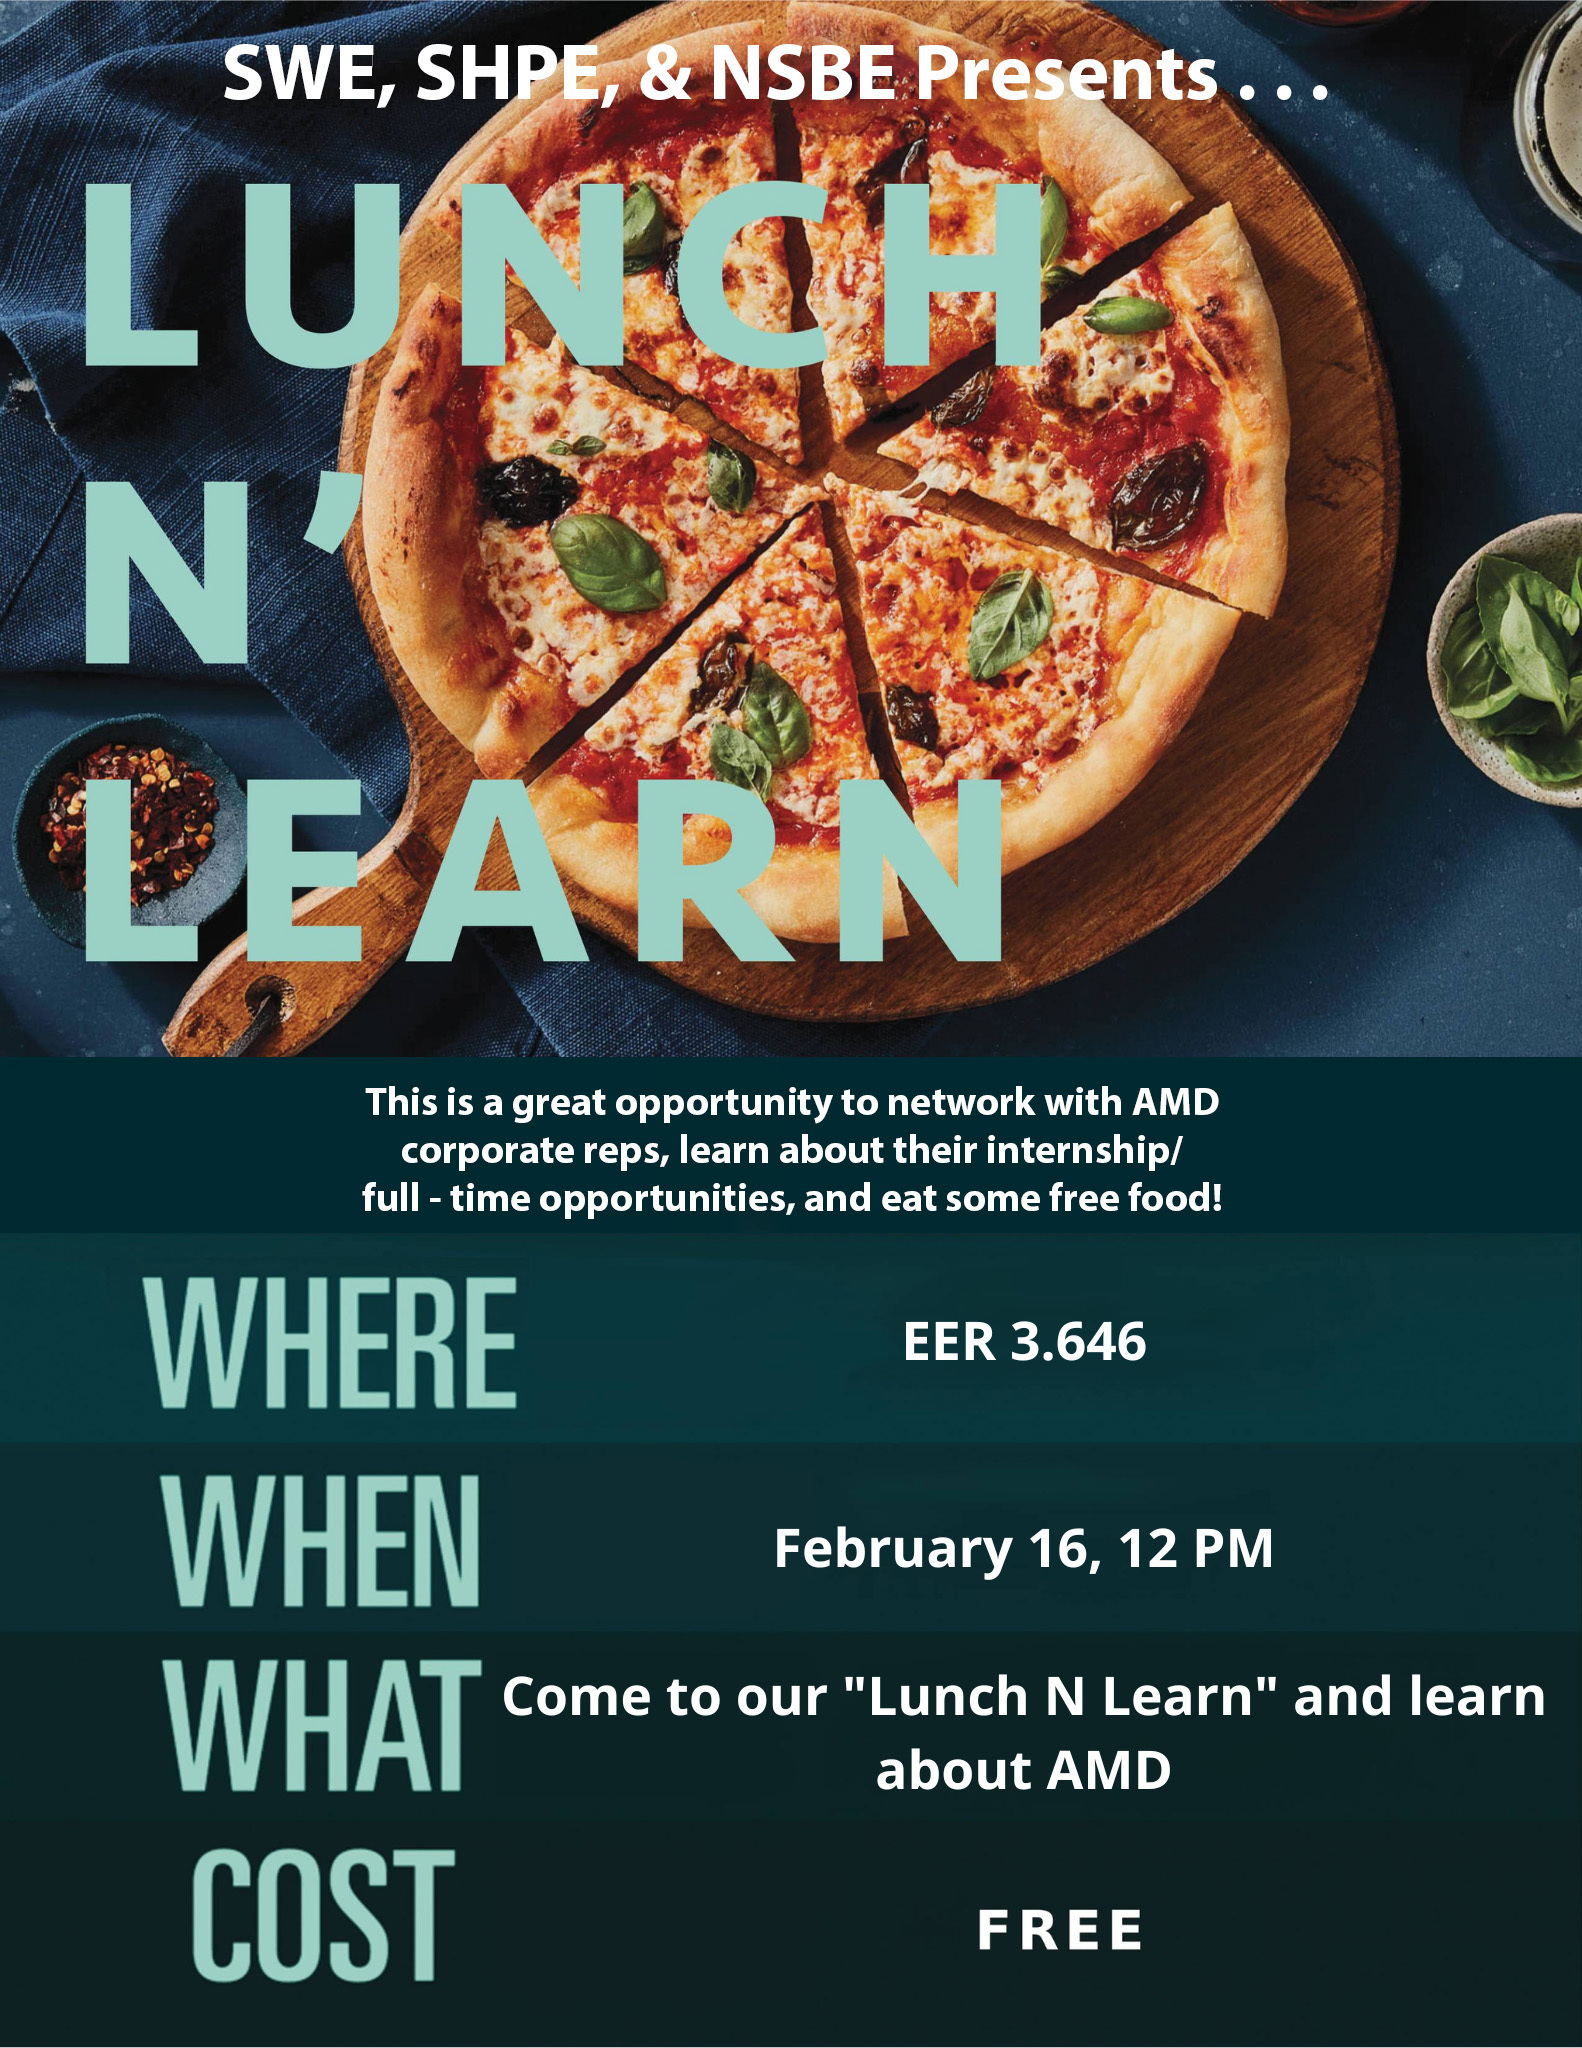 SWE, SHPE, & NSBE Presents . . .
LUNCH
N’
LEARN
This is a great opportunity to network with AMD
corporate reps, learn about their internship/
full - time opportunities, and eat some free food!
WHERE
EER 3.646
WHEN
February 16, 12 PM
WHAT
Come to our "Lunch N Learn" and learn
about AMD
COST
FREE